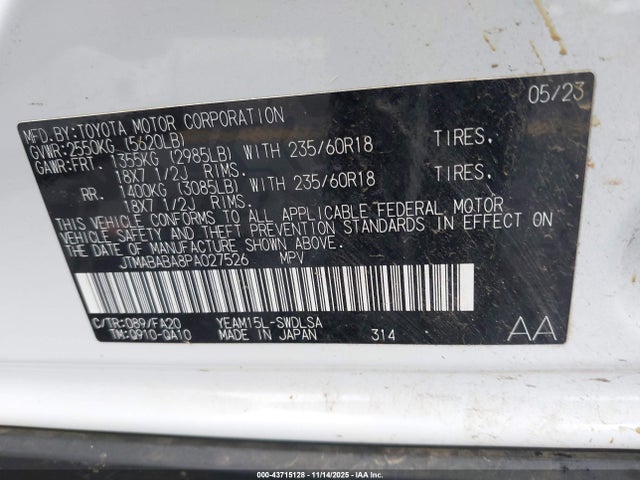 05/23
MFD.BY:TOYOTA MOTOR CORPORATION
GVWR:2550KG (5620LB)
GAWR:FRT. 1355KG (2985LB) WITH 235/60R18 TIRES,
18X7 1/2J RIMS.
RR. 1400KG (3085LB) WITH 235/60R18 TIRES,
18X7 1/2J RIMS.
THIS VEHICLE CONFORMS TO ALL APPLICABLE FEDERAL MOTOR
VEHICLE SAFETY AND THEFT PREVENTION STANDARDS IN EFFECT ON
THE DATE OF MANUFACTURE SHOWN ABOVE.
JTMABABA8PA027526 MPV
C/TR:089/FA20 YEAM15L-SWDLSA
TM:Q910-QA10 MADE IN JAPAN 314
AA
000-43715128 - 11/14/2025 - IAAI, Inc.